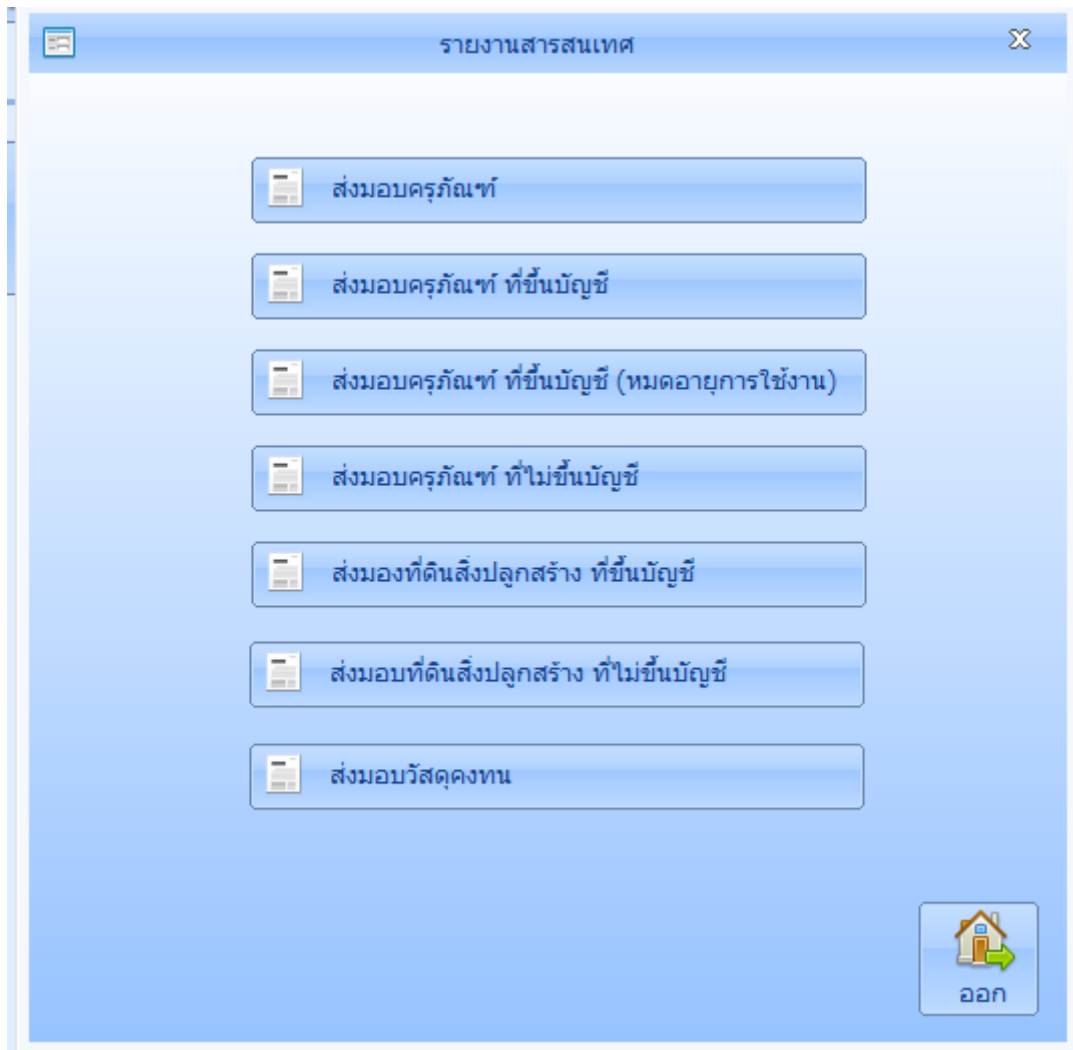 รายงานสารสนเทศ
ส่งมอบครุภัณฑ์
ส่งมอบครุภัณฑ์ ที่ขึ้นบัญชี
ส่งมอบครุภัณฑ์ ที่ขึ้นบัญชี (หมดอายุการใช้งาน)
ส่งมอบครุภัณฑ์ ที่ไม่ขึ้นบัญชี
ส่งมองที่ดินสิ่งปลูกสร้าง ที่ขึ้นบัญชี
ส่งมอบที่ดินสิ่งปลูกสร้าง ที่ไม่ขึ้นบัญชี
ส่งมอบวัสดุคงทน
ออก